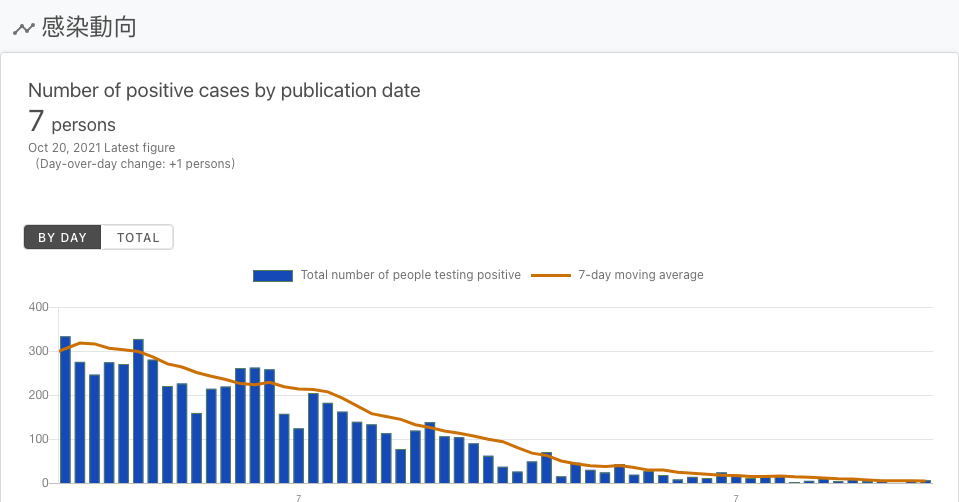 感染動向
Number of positive cases by publication date
7 persons
Oct 20, 2021 Latest figure
(Day-over-day change: +1 persons)
BY DAY TOTAL
Total number of people testing positive 7-day moving average
400
300
200
100
0
7 7